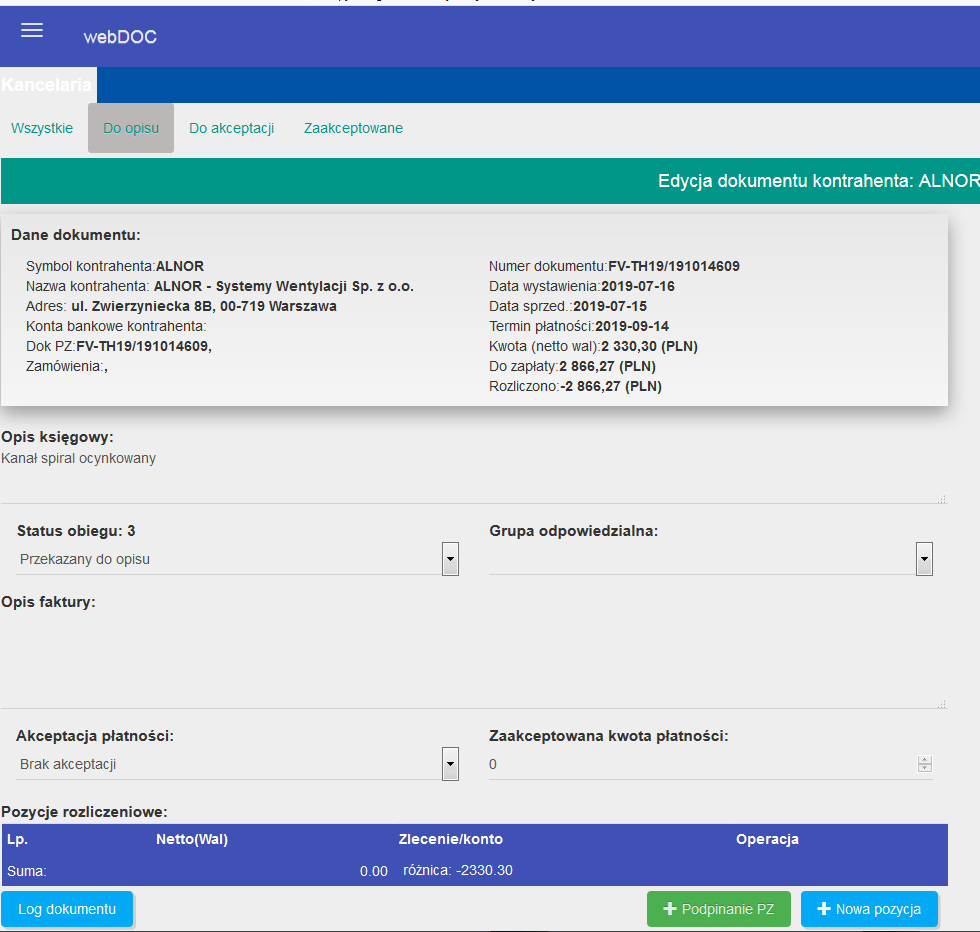 webDOC
Kancelaria
Wszystkie Do opisu Do akceptacji Zaakceptowane
Edycja dokumentu kontrahenta: ALNOR
Dane dokumentu:
Symbol kontrahenta:ALNOR
Nazwa kontrahenta: ALNOR - Systemy Wentylacji Sp. z o.o.
Adres: ul. Zwierzyniecka 8B, 00-719 Warszawa
Konta bankowe kontrahenta:
Dok PZ:FV-TH19/191014609,
Zamówienia:,
Numer dokumentu:FV-TH19/191014609
Data wystawienia:2019-07-16
Data sprzed.:2019-07-15
Termin płatności:2019-09-14
Kwota (netto wal):2 330,30 (PLN)
Do zapłaty:2 866,27 (PLN)
Rozliczono:-2 866,27 (PLN)
Opis księgowy:
Kanał spiral ocynkowany
Status obiegu: 3
Przekazany do opisu
Grupa odpowiedzialna:
Opis faktury:
Akceptacja płatności:
Brak akceptacji
Zaakceptowana kwota płatności:
0
Pozycje rozliczeniowe:
Lp. Netto(Wal) Zlecenie/konto Operacja
Suma: 0.00 różnica: -2330.30
Log dokumentu + Podpinanie PZ + Nowa pozycja